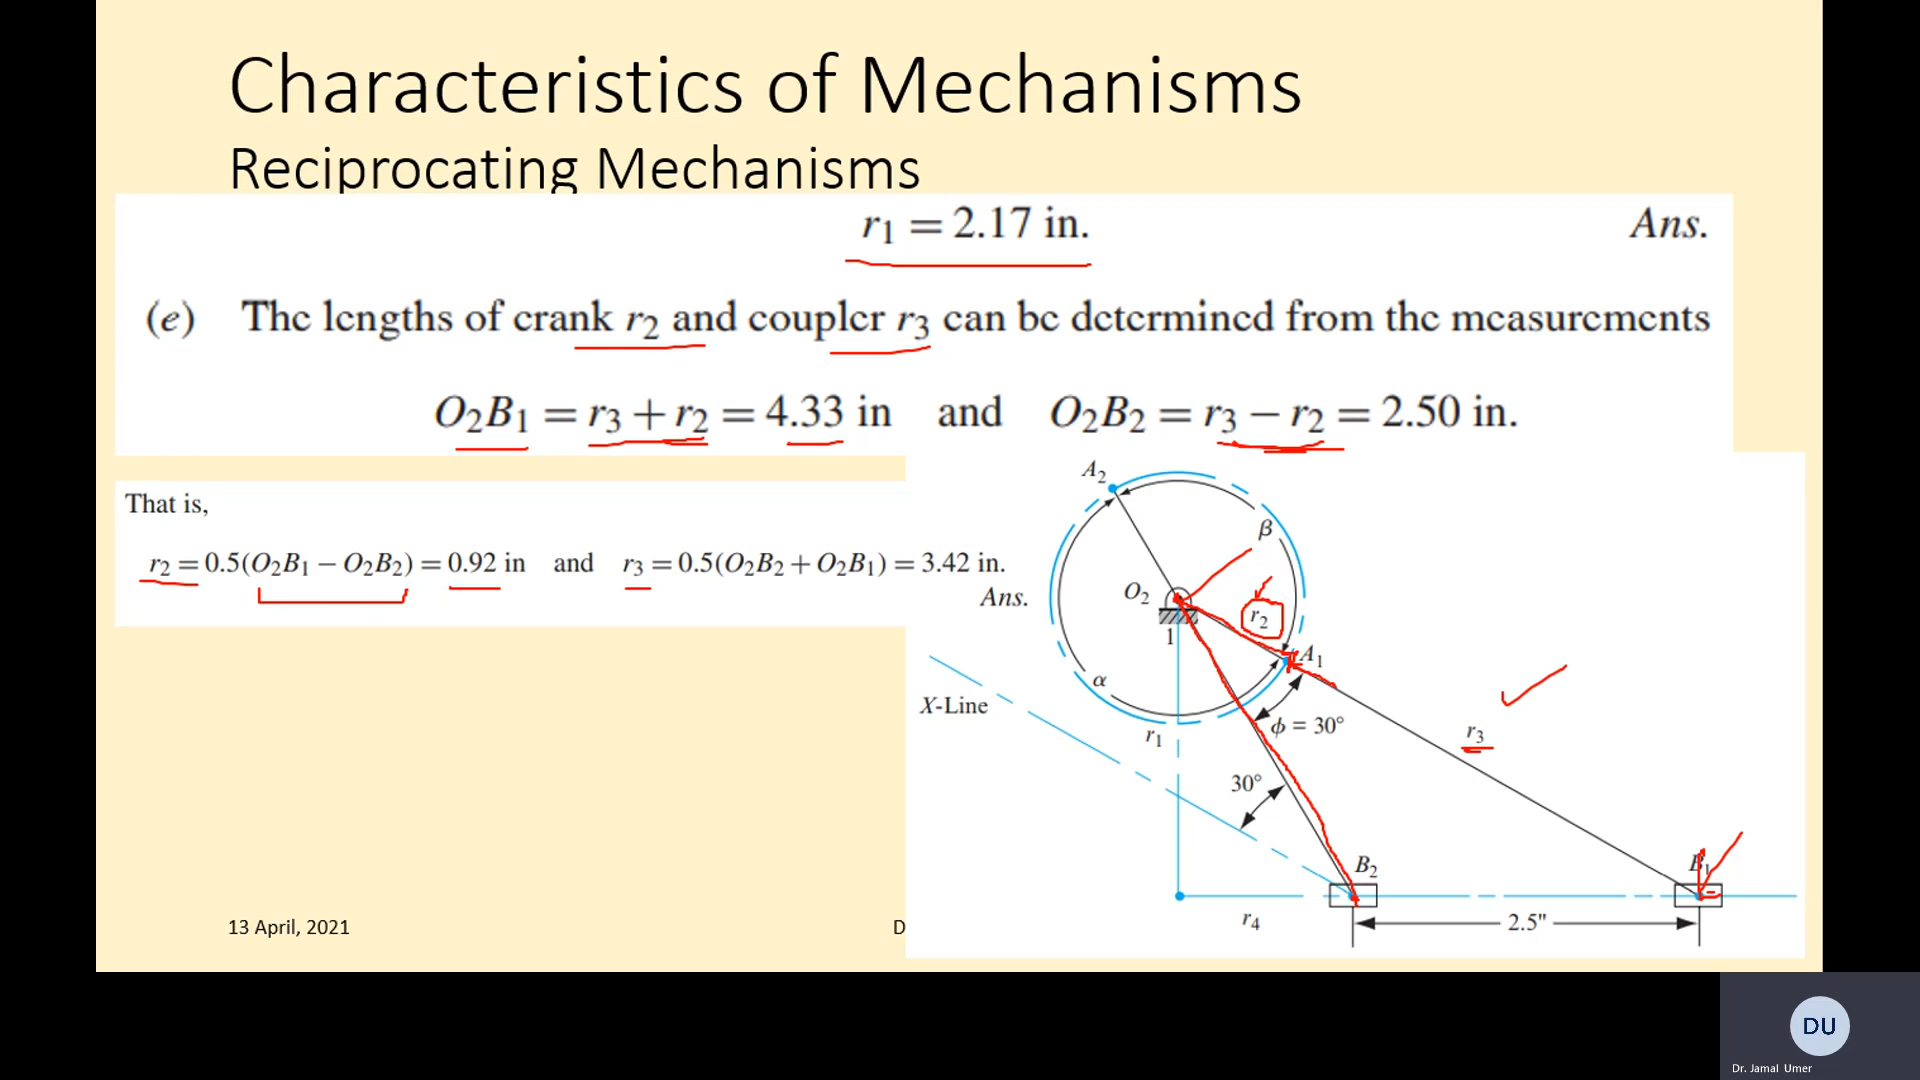 Characteristics of Mechanisms
Reciprocating Mechanisms
r1 = 2.17 in. Ans.
(e) The lengths of crank r2 and coupler r3 can be determined from the measurements
O2B1 = r3 + r2 = 4.33 in and O2B2 = r3 − r2 = 2.50 in.
That is,
r2 = 0.5(O2B1 − O2B2) = 0.92 in and r3 = 0.5(O2B2 + O2B1) = 3.42 in.
Ans.
A2
β
O2
r2
1
A1
α
X-Line
ϕ = 30°
r1
r3
30°
B2
B1
r4
2.5"
13 April, 2021
D
DU
Dr. Jamal Umer